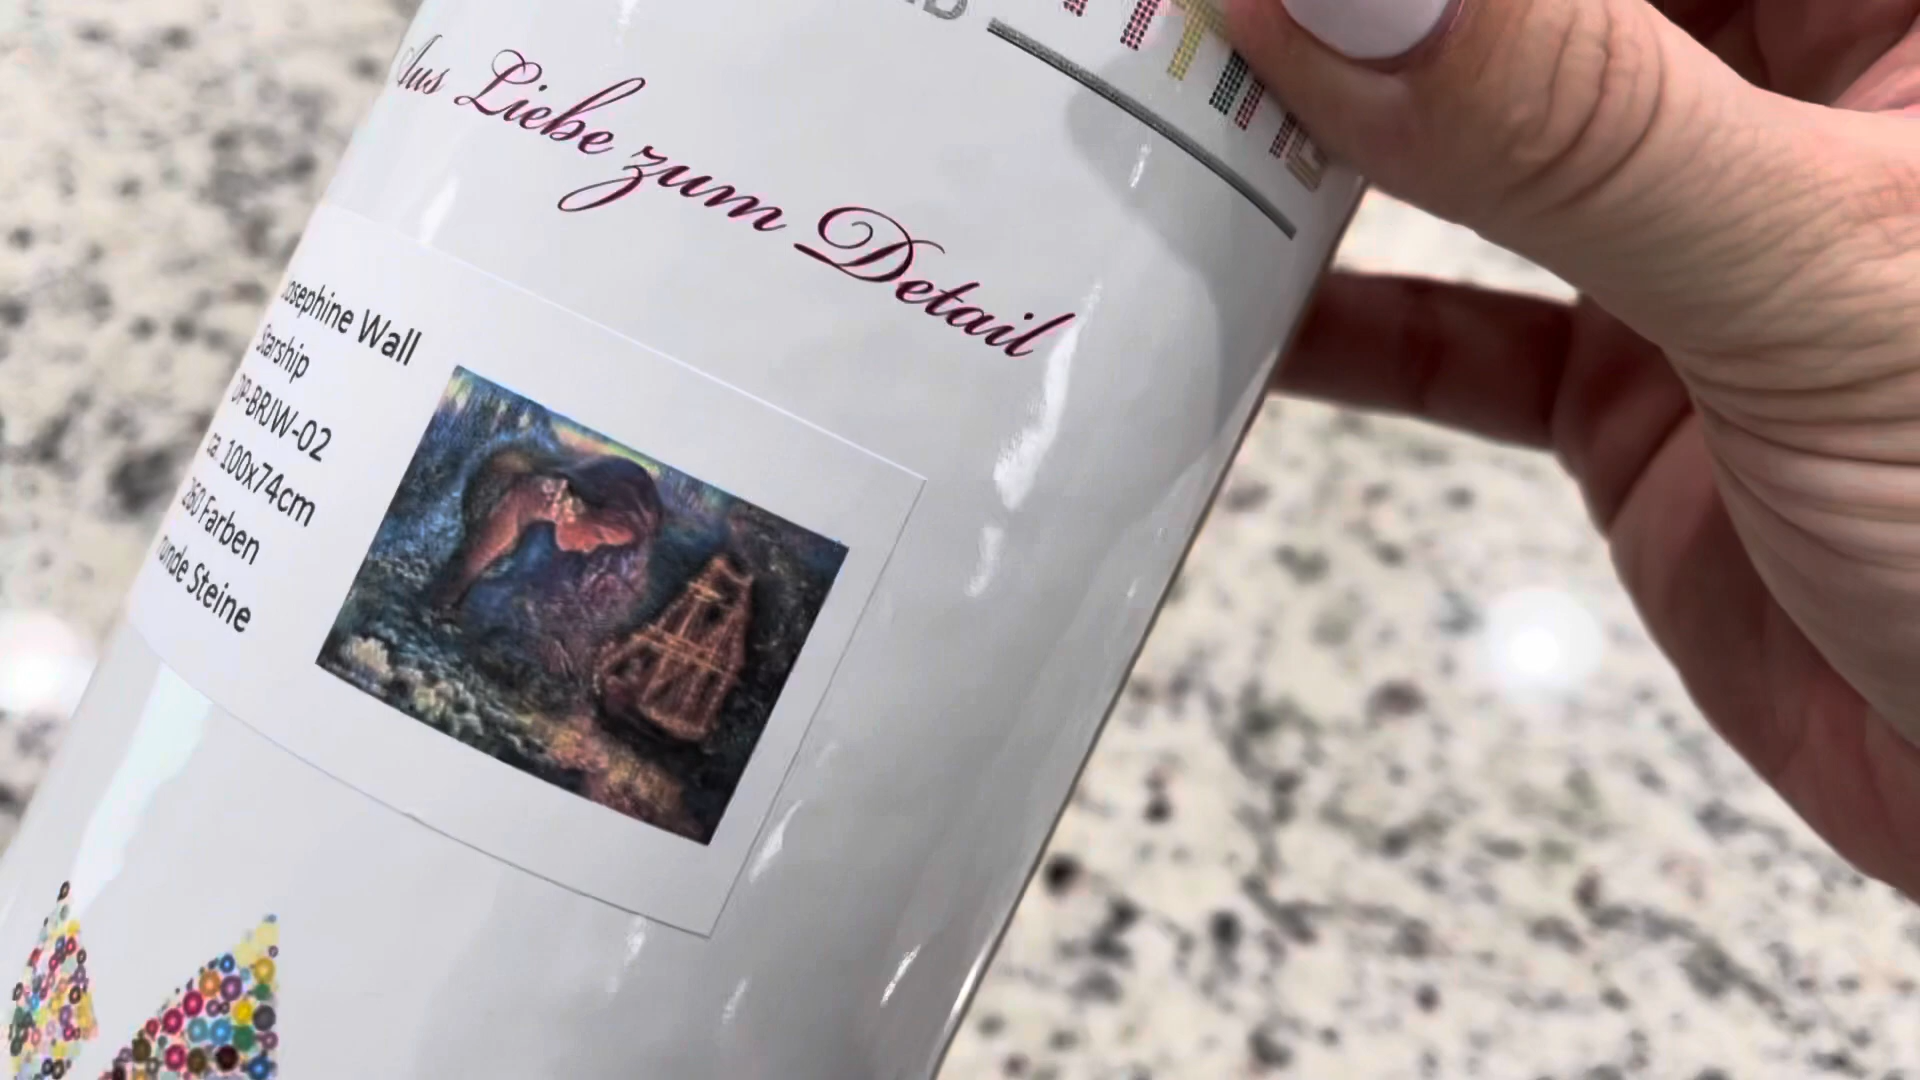 Aus Liebe zum Detail
Josephine Wall
Starship
DP-BRJW-02
ca. 100x74cm
260 Farben
runde Steine